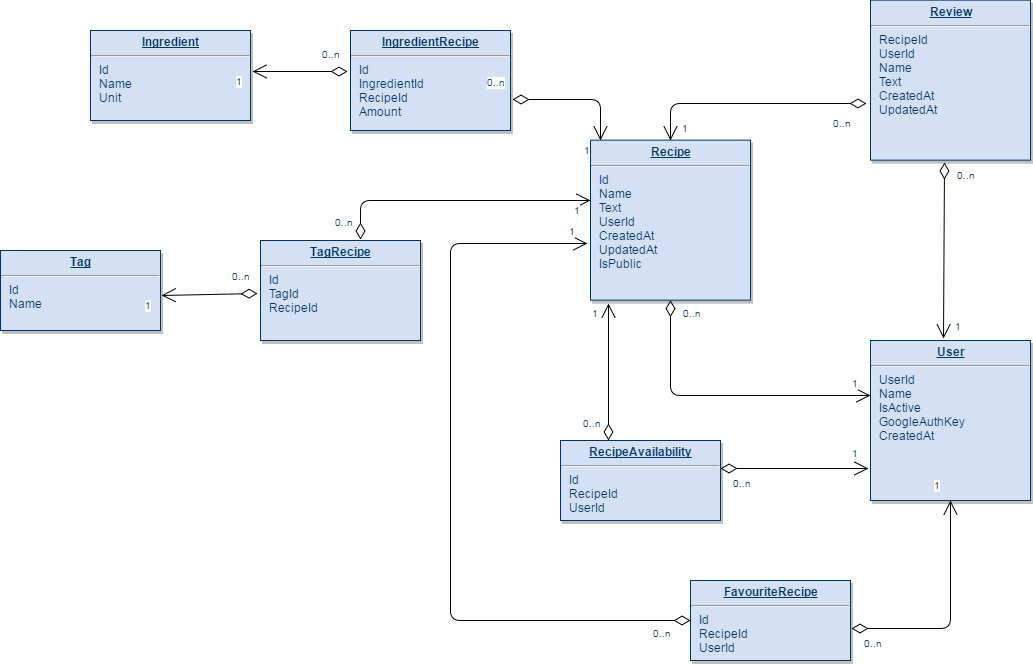 Ingredient
Id
Name
Unit
1
0..n
IngredientRecipe
Id
IngredientId
RecipeId
Amount
0..n
1
Review
RecipeId
UserId
Name
Text
CreatedAt
UpdatedAt
0..n
1
0..n
1
Recipe
Id
Name
Text
UserId
CreatedAt
UpdatedAt
IsPublic
1
1
1
0..n
Tag
Id
Name
1
0..n
TagRecipe
Id
TagId
RecipeId
0..n
User
UserId
Name
IsActive
GoogleAuthKey
CreatedAt
1
1
1
RecipeAvailability
Id
RecipeId
UserId
0..n
0..n
FavouriteRecipe
Id
RecipeId
UserId
0..n
0..n